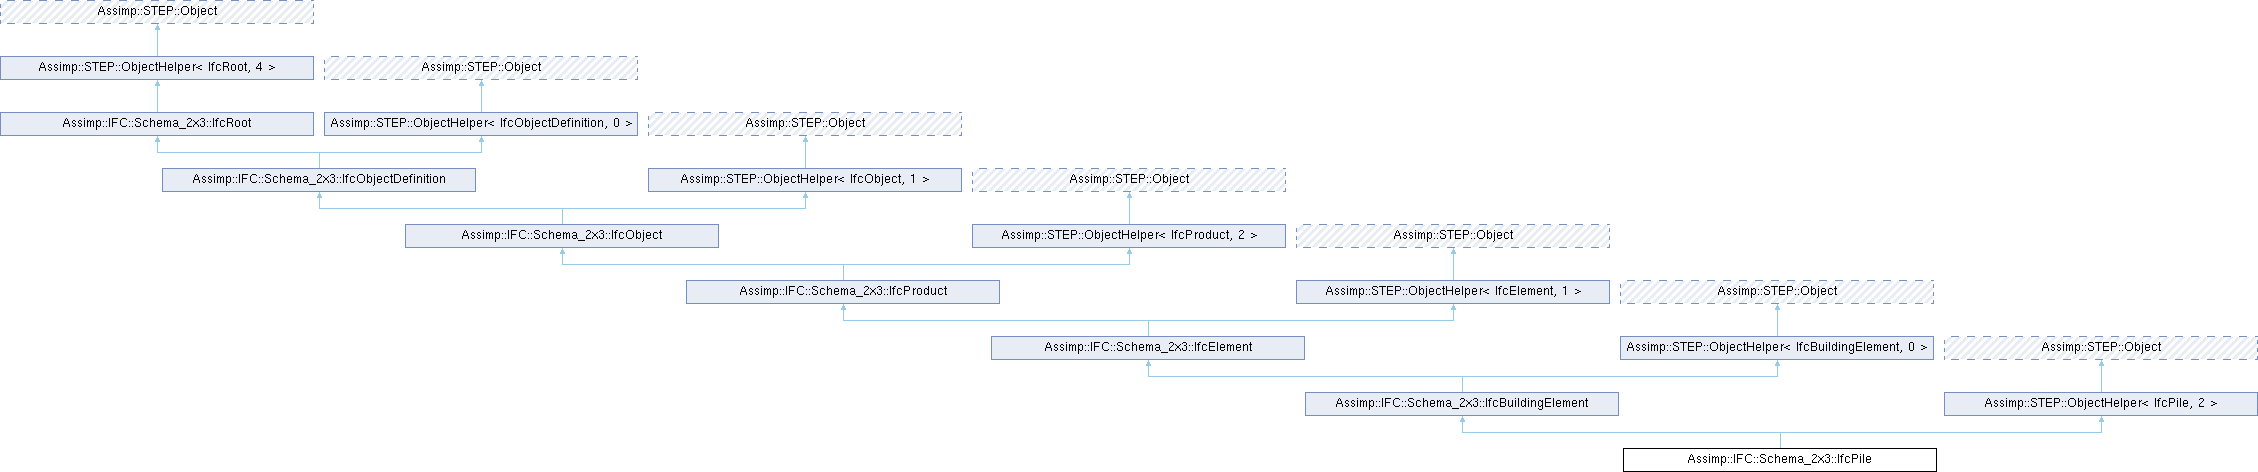 Assimp::STEP::Object
Assimp::STEP::ObjectHelper< IfcRoot, 4 >
Assimp::STEP::Object
Assimp::IFC::Schema_2x3::IfcRoot
Assimp::STEP::ObjectHelper< IfcObjectDefinition, 0 >
Assimp::STEP::Object
Assimp::IFC::Schema_2x3::IfcObjectDefinition
Assimp::STEP::ObjectHelper< IfcObject, 1 >
Assimp::STEP::Object
Assimp::IFC::Schema_2x3::IfcObject
Assimp::STEP::ObjectHelper< IfcProduct, 2 >
Assimp::STEP::Object
Assimp::IFC::Schema_2x3::IfcProduct
Assimp::STEP::ObjectHelper< IfcElement, 1 >
Assimp::STEP::Object
Assimp::IFC::Schema_2x3::IfcElement
Assimp::STEP::ObjectHelper< IfcBuildingElement, 0 >
Assimp::STEP::Object
Assimp::IFC::Schema_2x3::IfcBuildingElement
Assimp::STEP::ObjectHelper< IfcPile, 2 >
Assimp::IFC::Schema_2x3::IfcPile